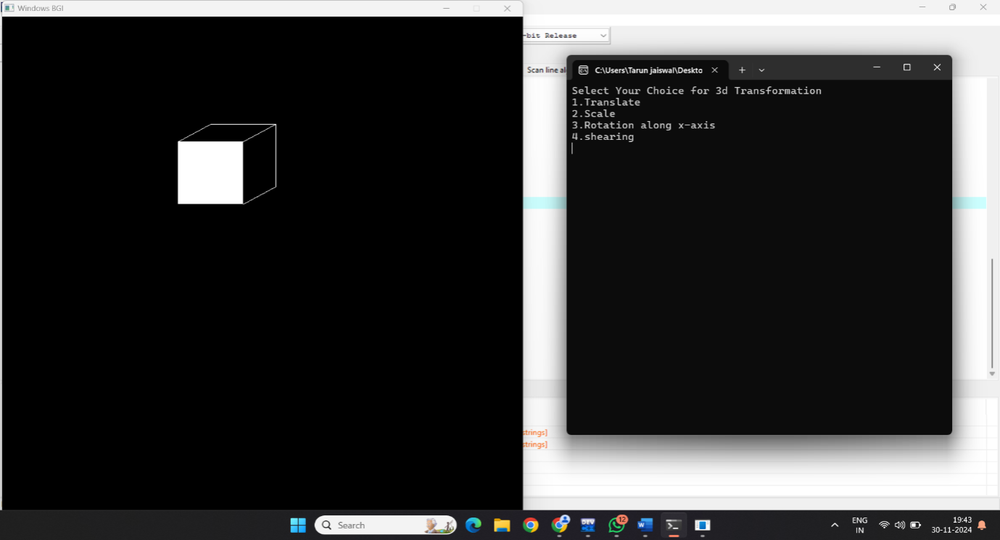 Windows BGI
-bit Release
Scan line al
C:\Users\Tarun jaiswal\Deskto
Select Your Choice for 3d Transformation
1.Translate
2.Scale
3.Rotation along x-axis
4.shearing
strings]
strings]
Search
DEV
12
W
ENG
IN
19:43
30-11-2024